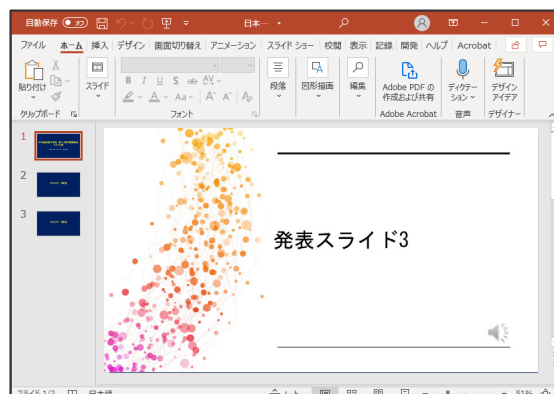 自動保存 オフ 日本…
ファイル ホーム 挿入 デザイン 画面切り替え アニメーション スライド ショー 校閲 表示 記録 開発 ヘルプ Acrobat
貼り付け スライド B I U S ab AV 段落 図形描画 編集 Adobe PDF の 作成および共有 ディクテーション デザイン アイデア
A Aa A A A
クリップボード フォント Adobe Acrobat 音声 デザイナー
1
2
3
発表スライド3
スライド 1/3 日本語 ノート 51%